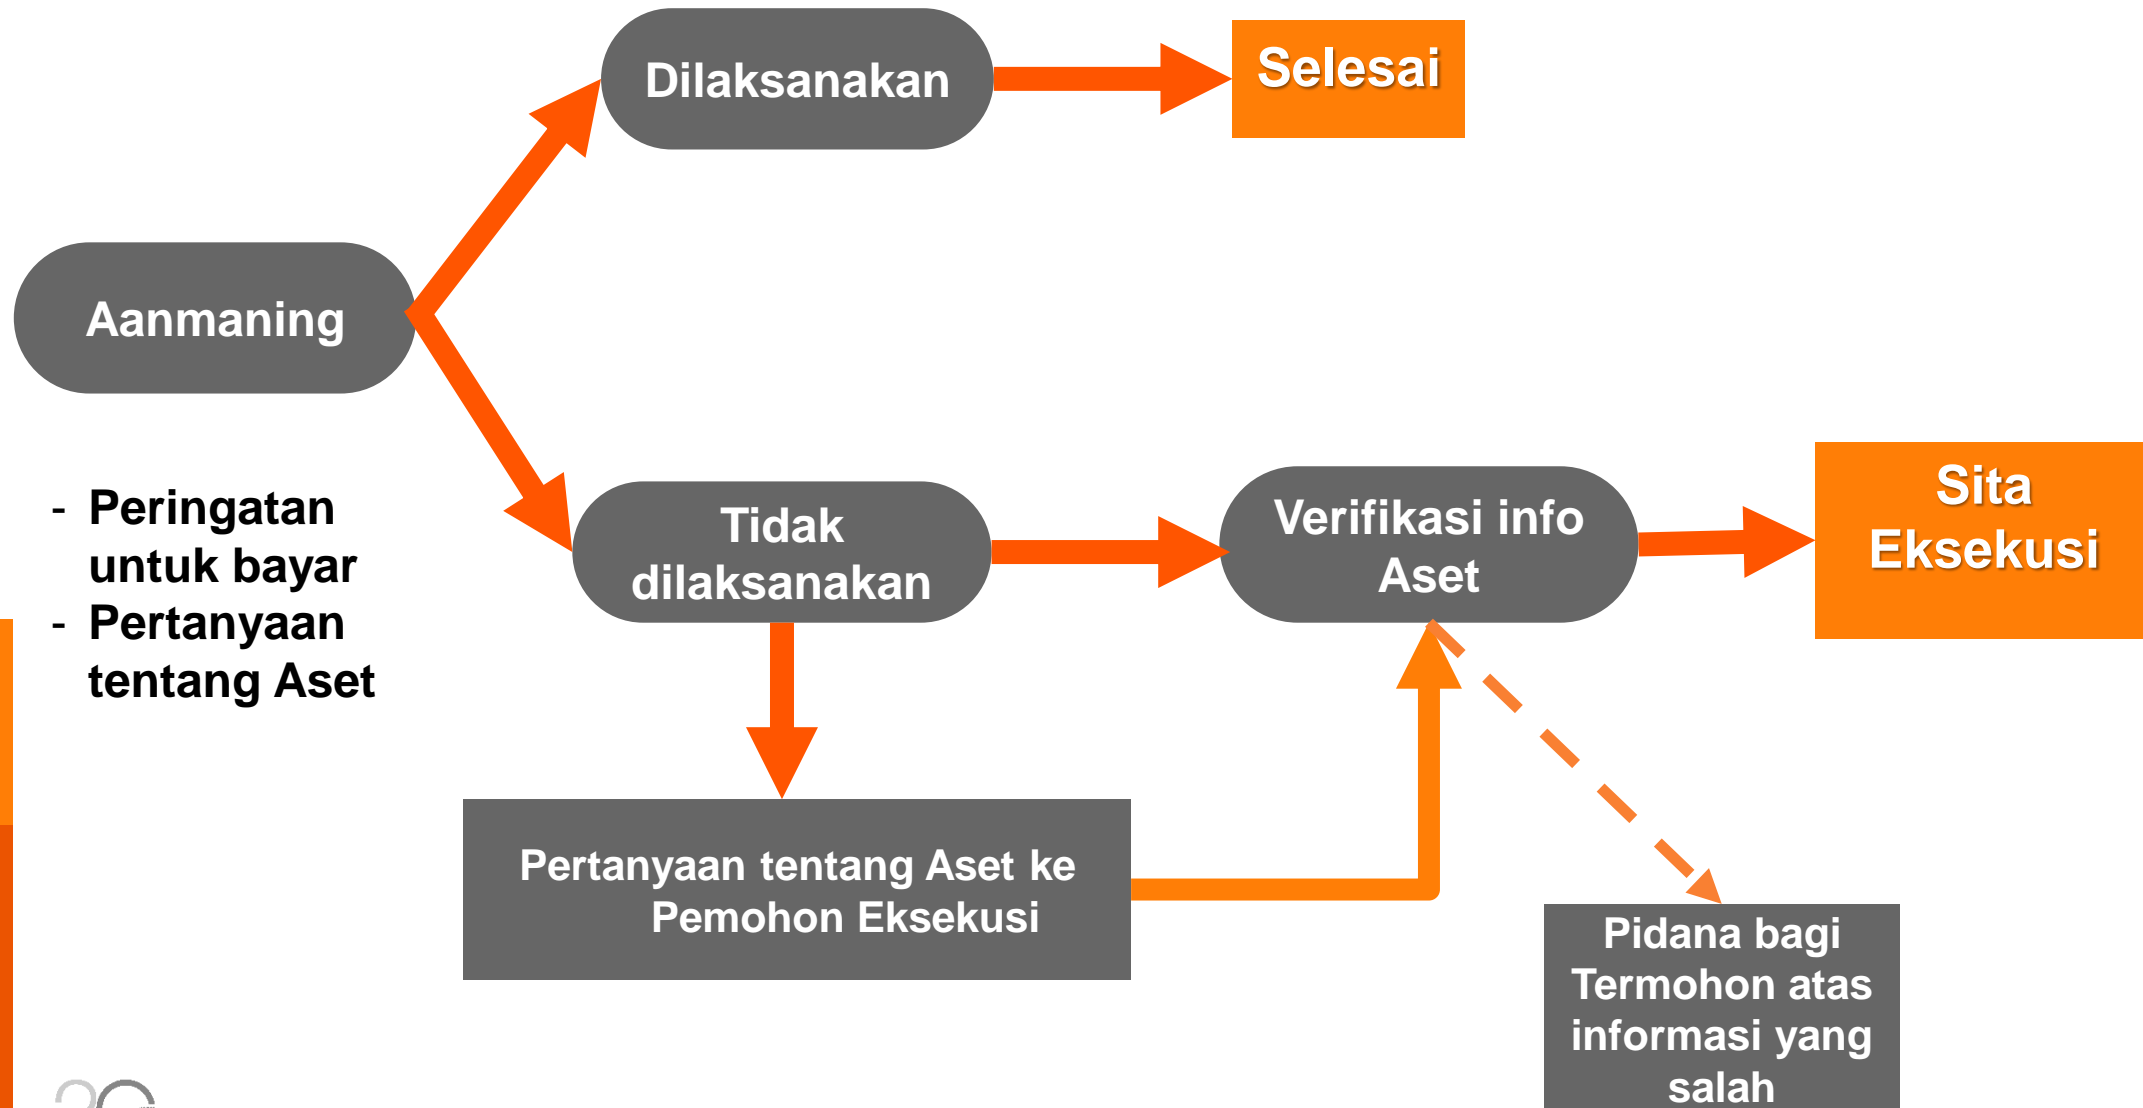 Dilaksanakan
Selesai
Aanmaning
- Peringatan
untuk bayar
- Pertanyaan
tentang Aset
Tidak
dilaksanakan
Verifikasi info
Aset
Sita
Eksekusi
Pertanyaan tentang Aset ke
Pemohon Eksekusi
Pidana bagi
Termohon atas
informasi yang
salah